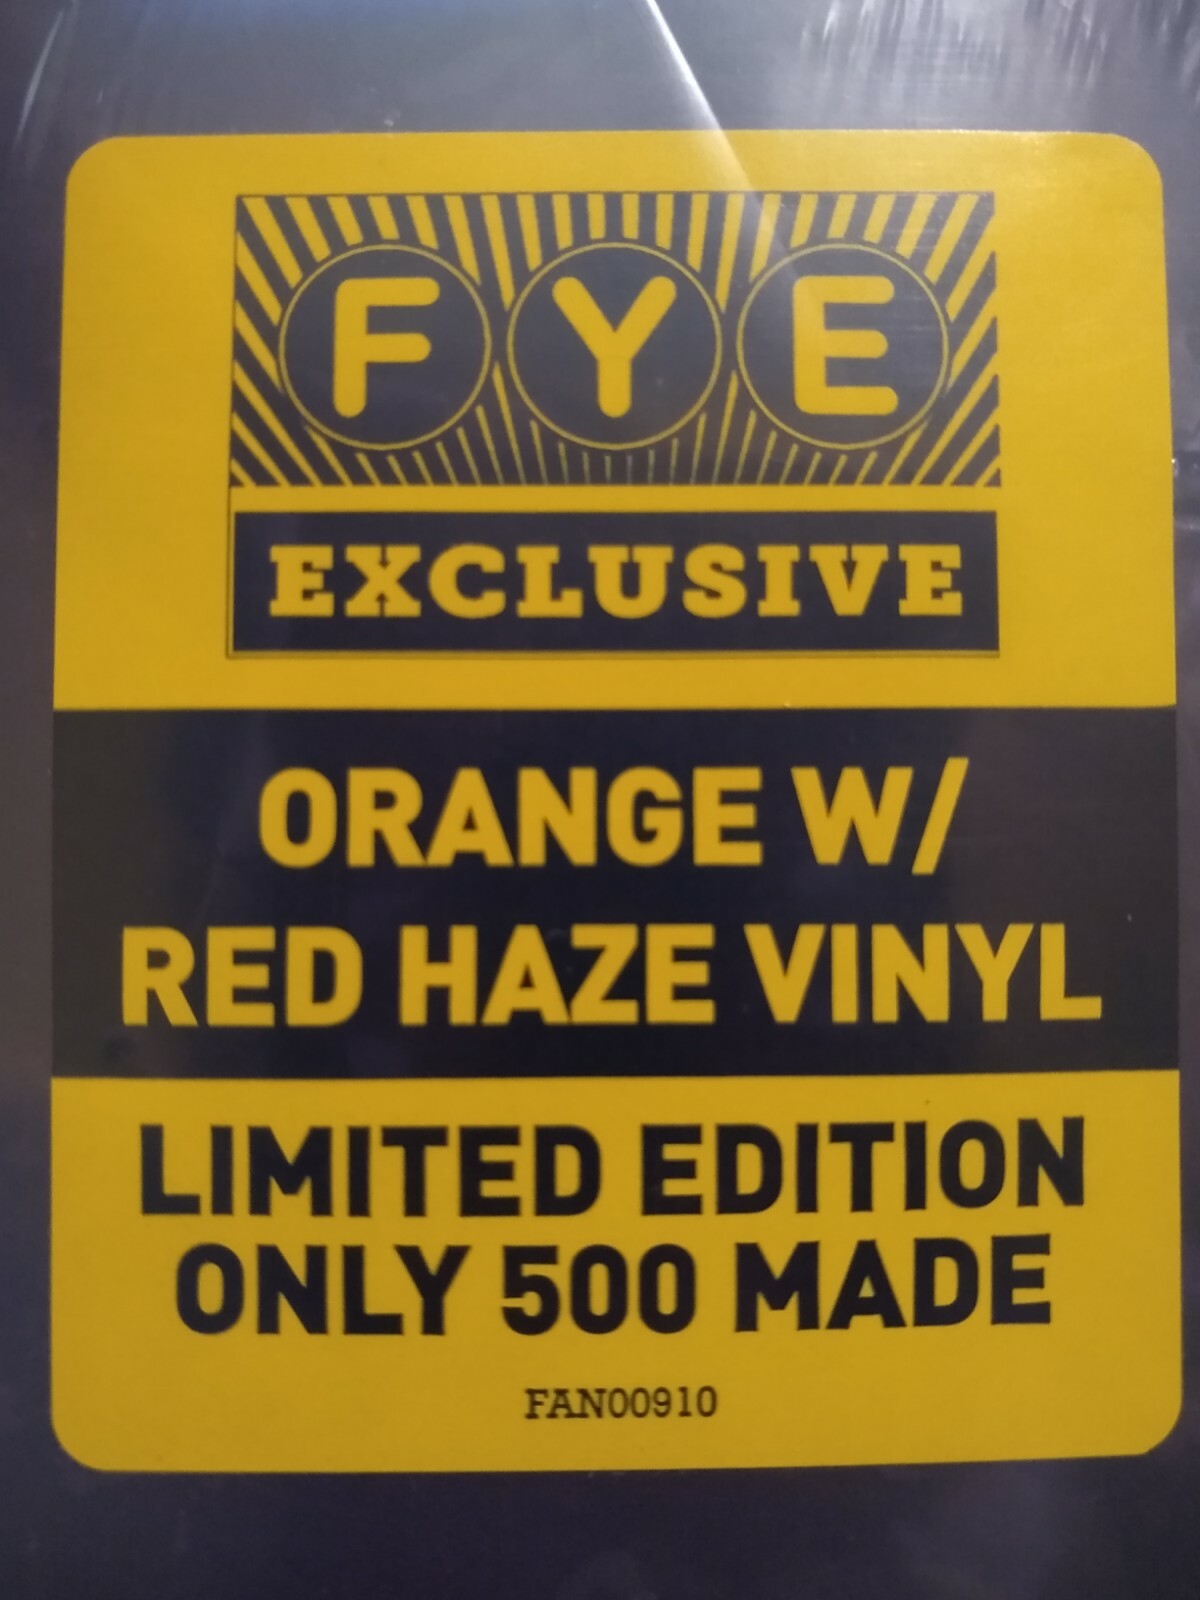 FYE
EXCLUSIVE
ORANGE W/
RED HAZE VINYL
LIMITED EDITION
ONLY 500 MADE
FAN00910